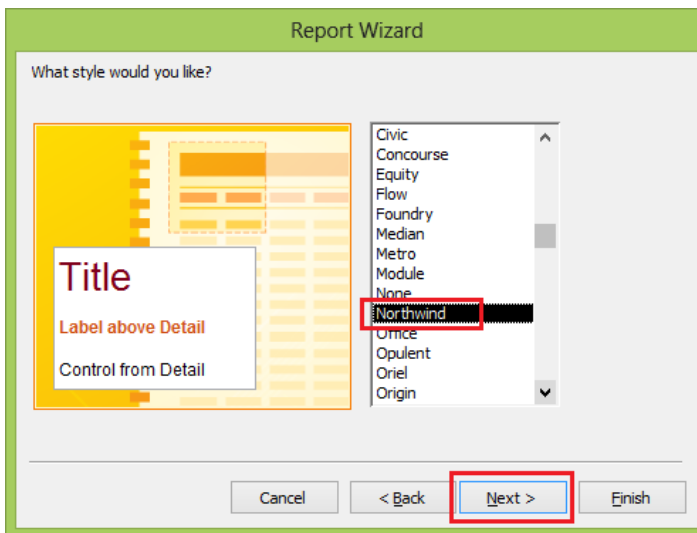 Report Wizard
What style would you like?
Title
Label above Detail
Control from Detail
Civic
Concourse
Equity
Flow
Foundry
Median
Metro
Module
None
Northwind
Office
Opulent
Oriel
Origin
Cancel
< Back
Next >
Finish